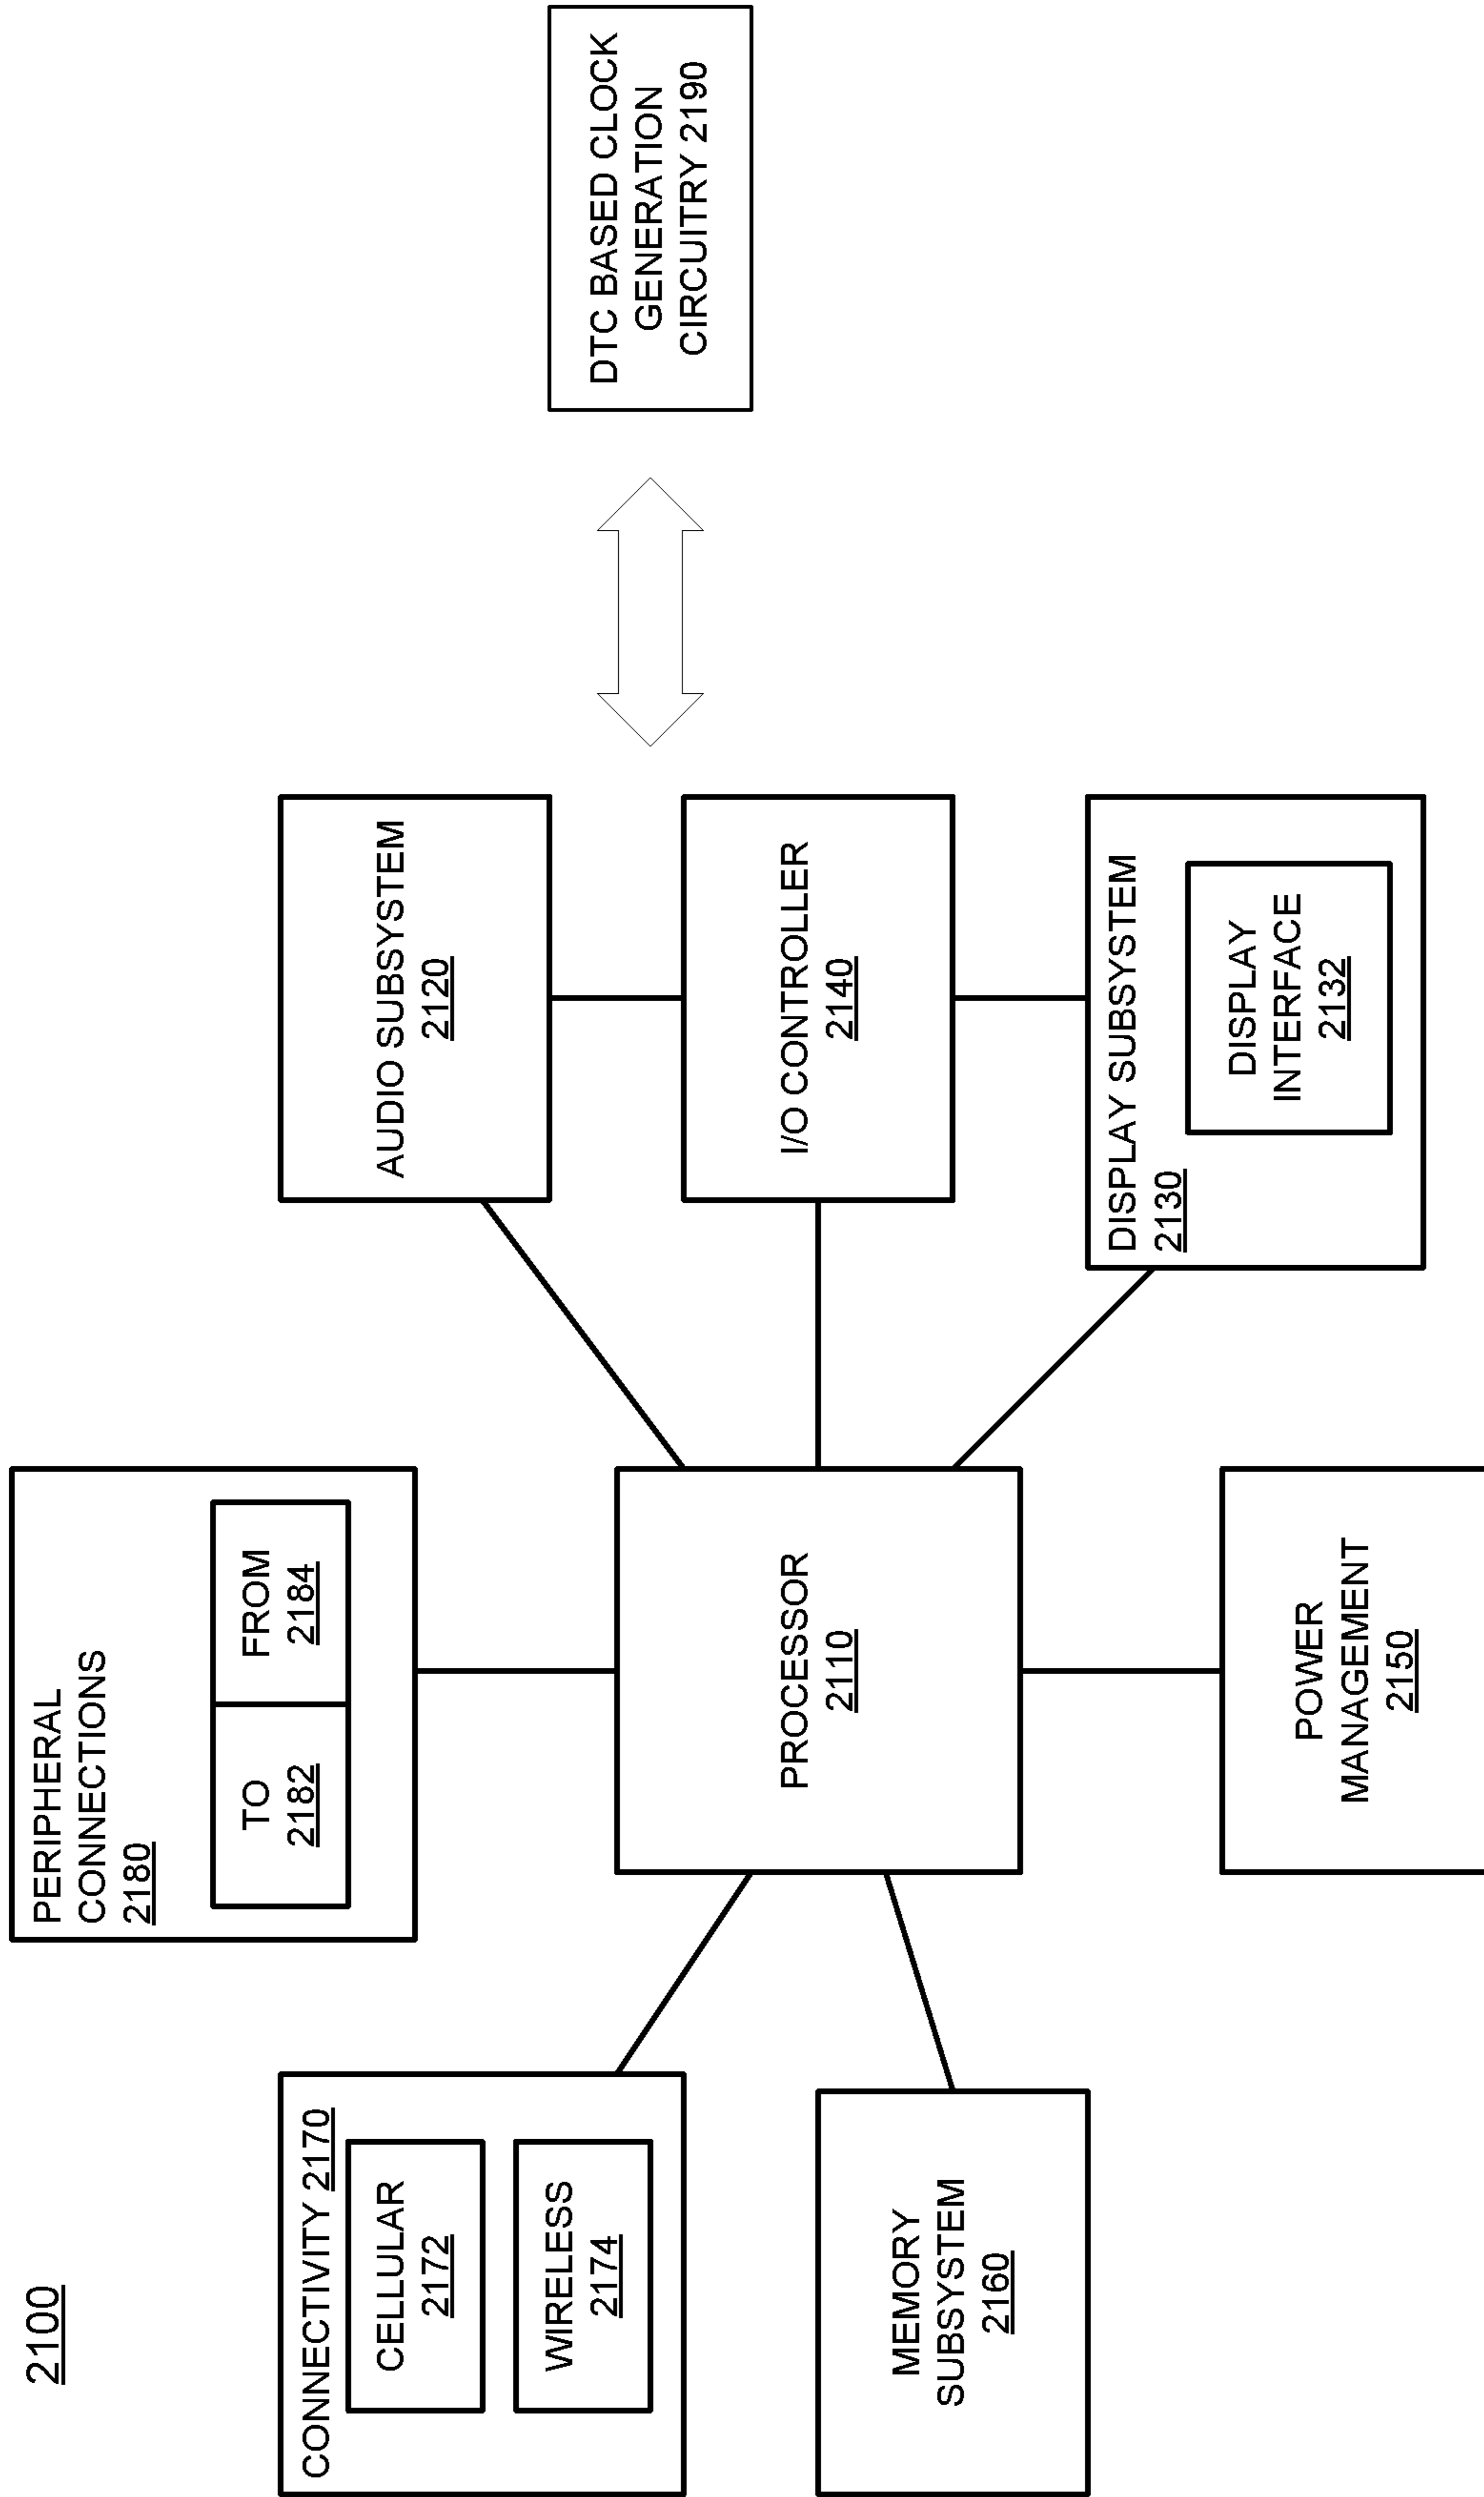 2100
PERIPHERAL
CONNECTIONS
2180
TO
2182
FROM
2184
CONNECTIVITY 2170
CELLULAR
2172
WIRELESS
2174
AUDIO SUBSYSTEM
2120
DTC BASED CLOCK
GENERATION
CIRCUITRY 2190
PROCESSOR
2110
I/O CONTROLLER
2140
MEMORY
SUBSYSTEM
2160
DISPLAY SUBSYSTEM
2130
DISPLAY
INTERFACE
2132
POWER
MANAGEMENT
2150